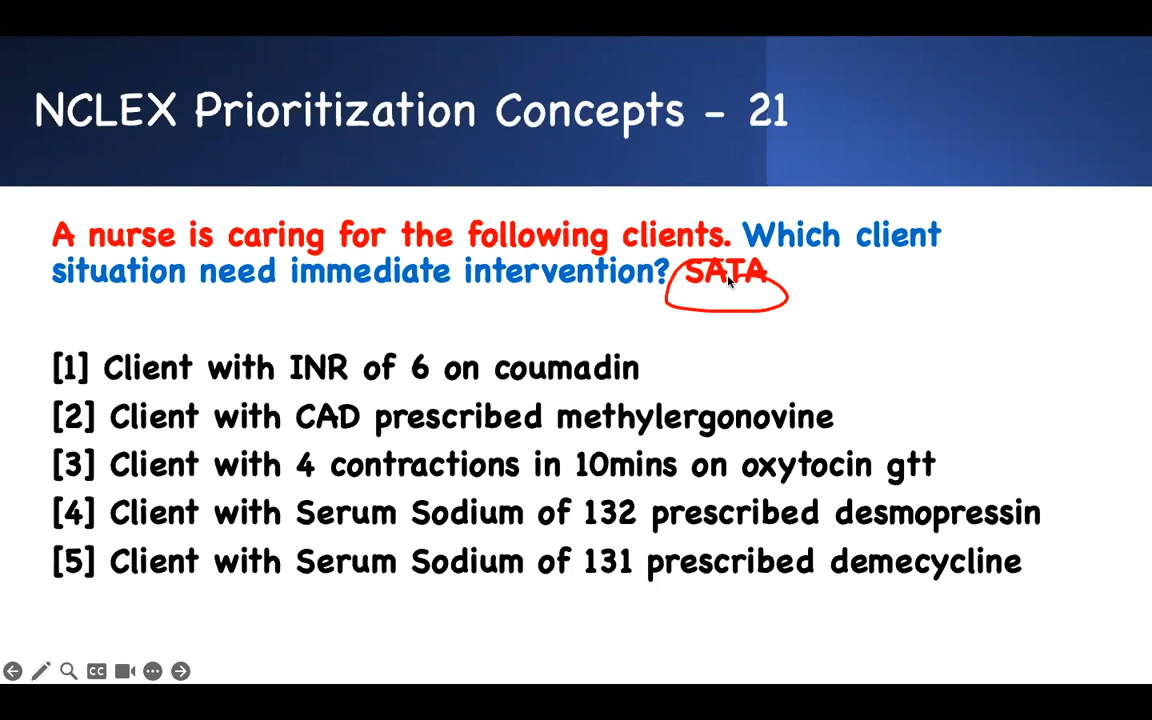 NCLEX Prioritization Concepts - 21
A nurse is caring for the following clients. Which client
situation need immediate intervention? SATA
[1] Client with INR of 6 on coumadin
[2] Client with CAD prescribed methylergonovine
[3] Client with 4 contractions in 10mins on oxytocin gtt
[4] Client with Serum Sodium of 132 prescribed desmopressin
[5] Client with Serum Sodium of 131 prescribed demecycline
CC